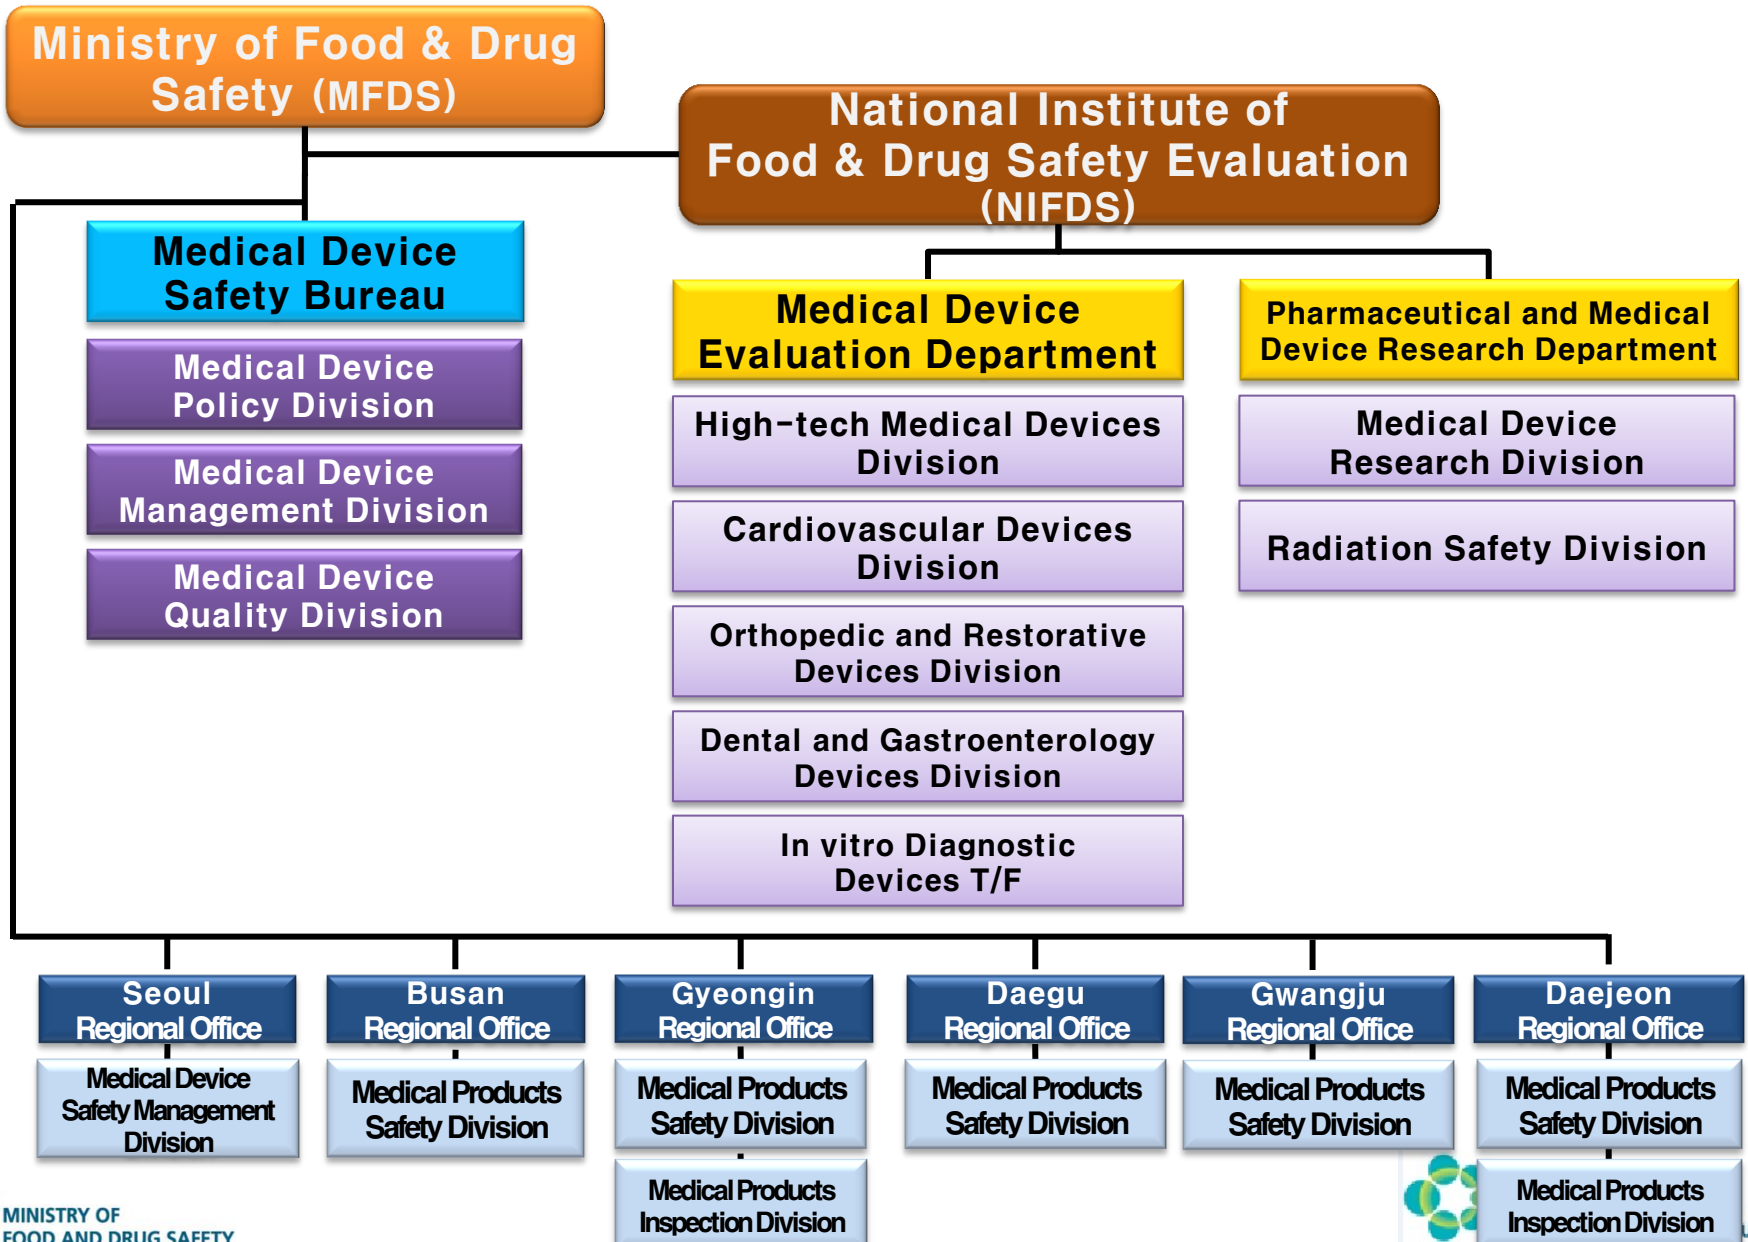 Ministry of Food & Drug
Safety (MFDS)
National Institute of
Food & Drug Safety Evaluation
(NIFDS)
Medical Device
Safety Bureau
Medical Device
Policy Division
Medical Device
Management Division
Medical Device
Quality Division
Medical Device
Evaluation Department
High-tech Medical Devices
Division
Cardiovascular Devices
Division
Orthopedic and Restorative
Devices Division
Dental and Gastroenterology
Devices Division
In vitro Diagnostic
Devices T/F
Pharmaceutical and Medical
Device Research Department
Medical Device
Research Division
Radiation Safety Division
Seoul
Regional Office
Medical Device
Safety Management
Division
Busan
Regional Office
Medical Products
Safety Division
Gyeongin
Regional Office
Medical Products
Safety Division
Medical Products
Inspection Division
Daegu
Regional Office
Medical Products
Safety Division
Gwangju
Regional Office
Medical Products
Safety Division
Daejeon
Regional Office
Medical Products
Safety Division
Medical Products
Inspection Division
MINISTRY OF
FOOD AND DRUG SAFETY